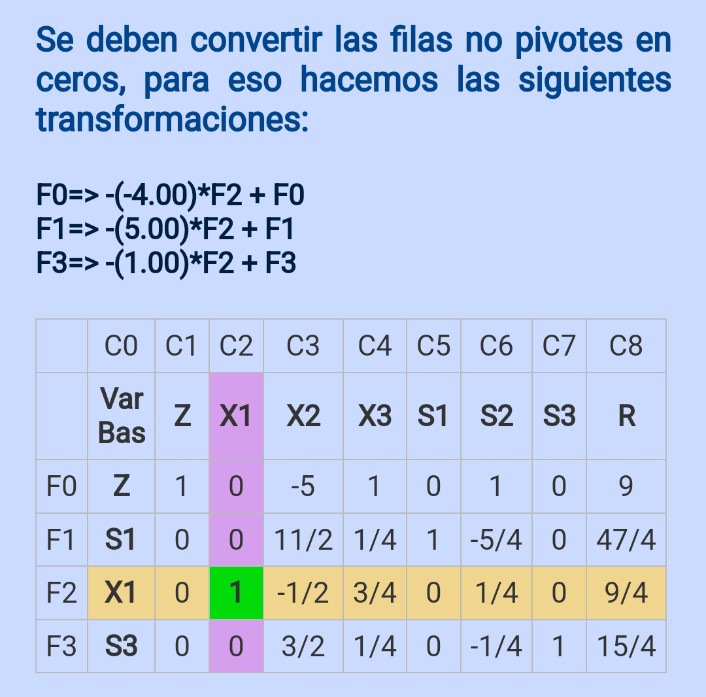 Se deben convertir las filas no pivotes en
ceros, para eso hacemos las siguientes
transformaciones:
F0=> -(-4.00)*F2 + F0
F1=> -(5.00)*F2 + F1
F3=> -(1.00)*F2 + F3
C0 C1 C2 C3 C4 C5 C6 C7 C8
Var Bas Z X1 X2 X3 S1 S2 S3 R
F0 Z 1 0 -5 1 0 1 0 9
F1 S1 0 0 11/2 1/4 1 -5/4 0 47/4
F2 X1 0 1 -1/2 3/4 0 1/4 0 9/4
F3 S3 0 0 3/2 1/4 0 -1/4 1 15/4